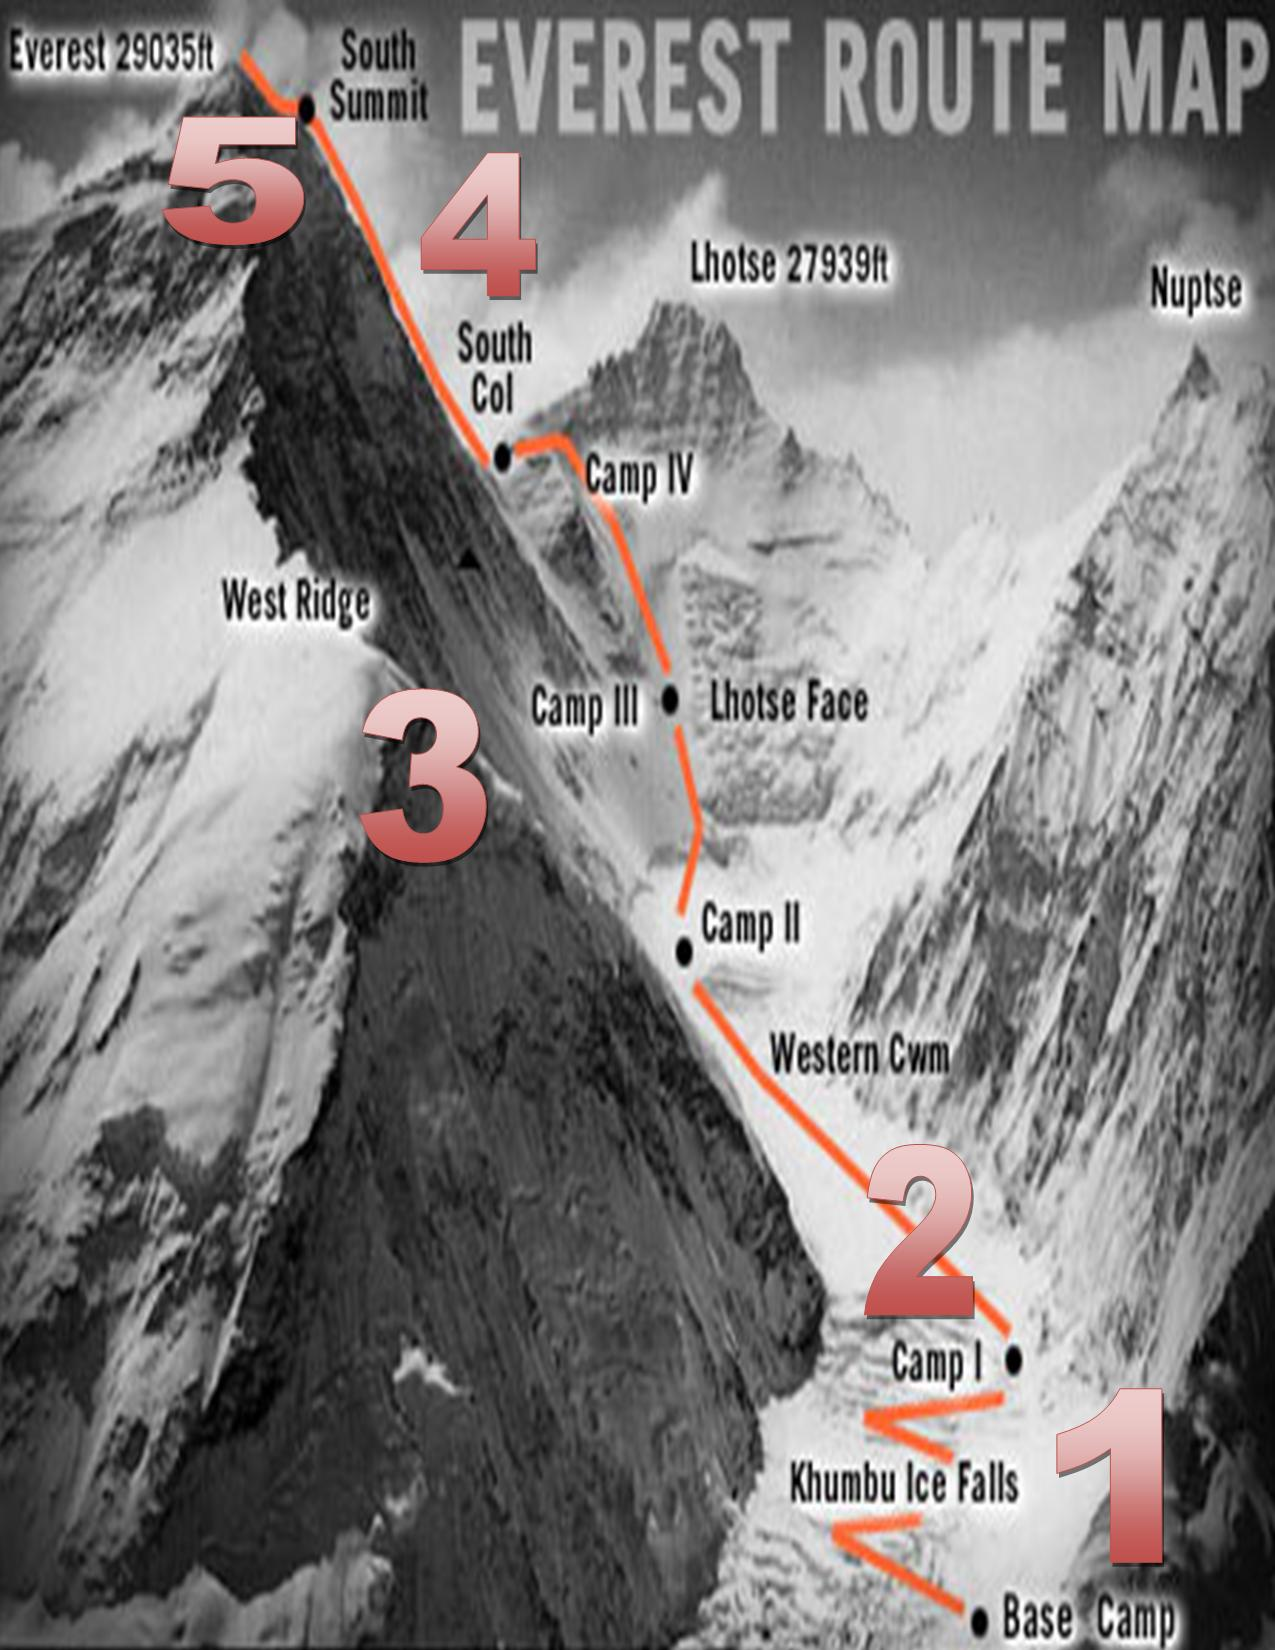 EVEREST ROUTE MAP
Everest 29035ft
South
Summit
5
4
Lhotse 27939ft
Nuptse
South
Col
Camp IV
West Ridge
3
Camp III
Lhotse Face
Camp II
Western Cwm
2
Camp I
1
Khumbu Ice Falls
Base Camp